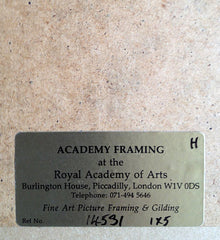 H
ACADEMY FRAMING
at the
Royal Academy of Arts
Burlington House, Piccadilly, London W1V 0DS
Telephone: 071-494 5646
Fine Art Picture Framing & Gilding
Ref No. 14531 1x5